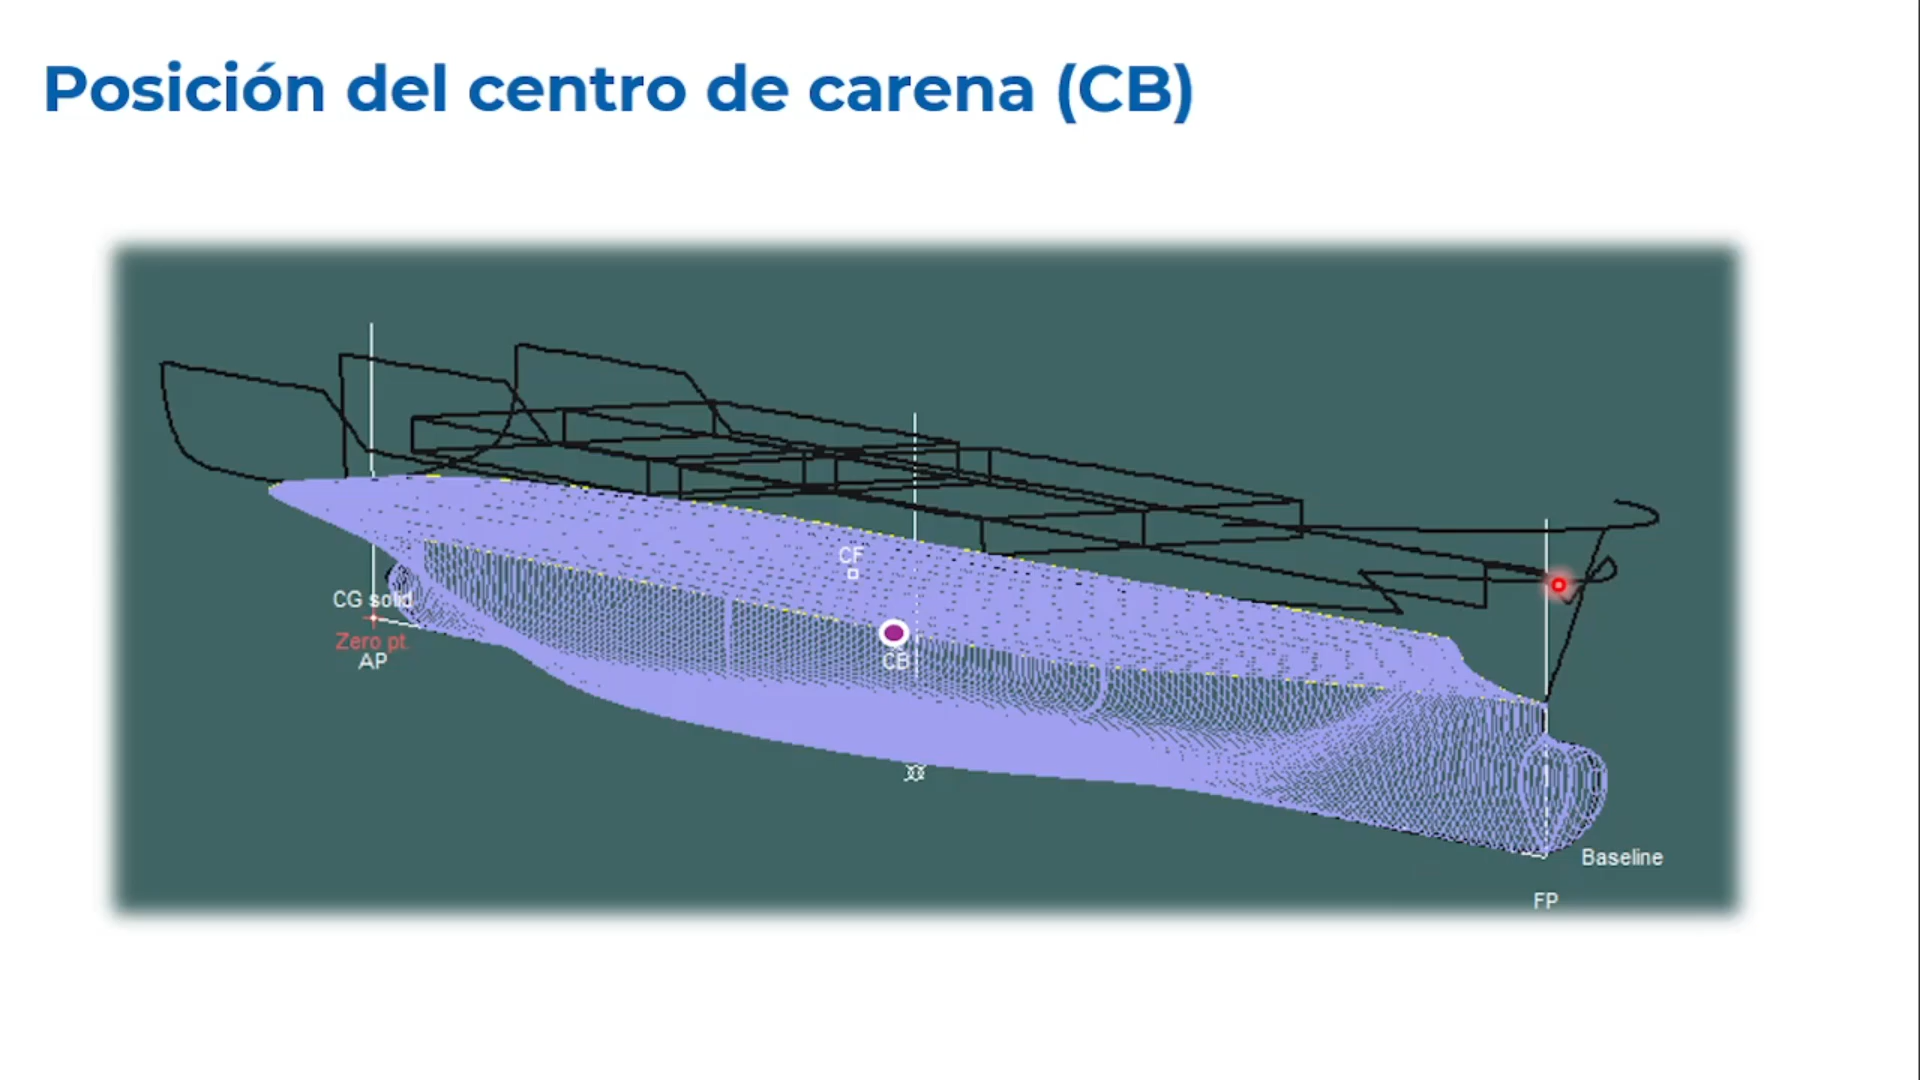 Posición del centro de carena (CB)
CF
CG solid
Zero pt.
AP
CB
Baseline
FP